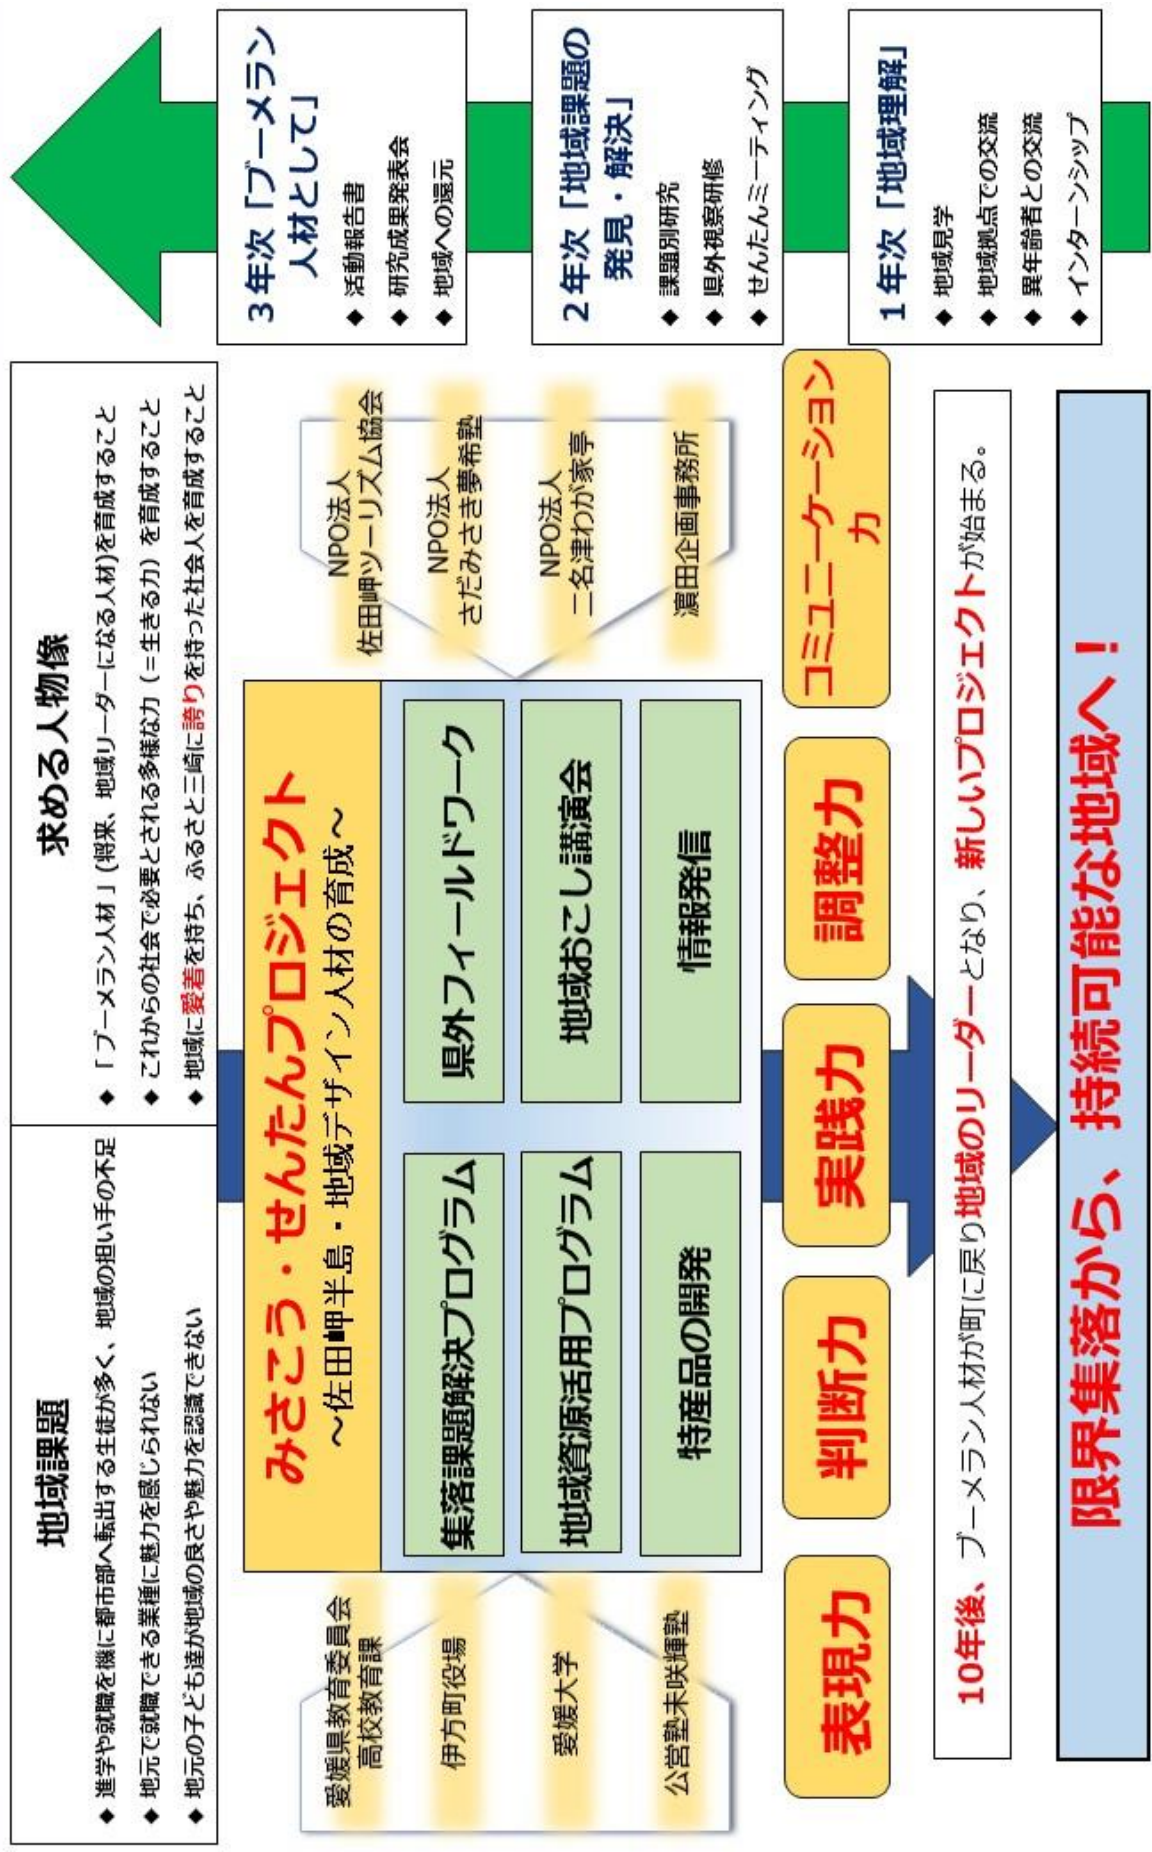 地域課題
◆ 進学や就職を機に都市部へ転出する生徒が多く、地域の担い手の不足
◆ 地元で就職できる業種に魅力を感じられない
◆ 地元の子ども達が地域の良さや魅力を認識できない
求める人物像
◆ 「ブーメラン人材」(将来、地域リーダーになる人材)を育成すること
◆ これからの社会で必要とされる多様な力（＝生きる力）を育成すること
◆ 地域に愛着を持ち、ふるさと三崎に誇りを持った社会人を育成すること
みさこう・せんたんプロジェクト
～佐田岬半島・地域デザイン人材の育成～
集落課題解決プログラム
県外フィールドワーク
地域資源活用プログラム
地域おこし講演会
特産品の開発
情報発信
愛媛県教育委員会
高校教育課
伊方町役場
愛媛大学
公営塾未咲輝塾
NPO法人
佐田岬ツーリズム協会
NPO法人
さだみさき夢希塾
NPO法人
二名津わが家亭
濵田企画事務所
表現力
判断力
実践力
調整力
コミュニケーション
力
10年後、ブーメラン人材が町に戻り地域のリーダーとなり、新しいプロジェクトが始まる。
限界集落から、持続可能な地域へ！
３年次「ブーメラン
人材として」
◆ 活動報告書
◆ 研究成果発表会
◆ 地域への還元
２年次「地域課題の
発見・解決」
◆ 課題別研究
◆ 県外視察研修
◆ せんたんミーティング
１年次「地域理解」
◆ 地域見学
◆ 地域拠点での交流
◆ 異年齢者との交流
◆ インターンシップ